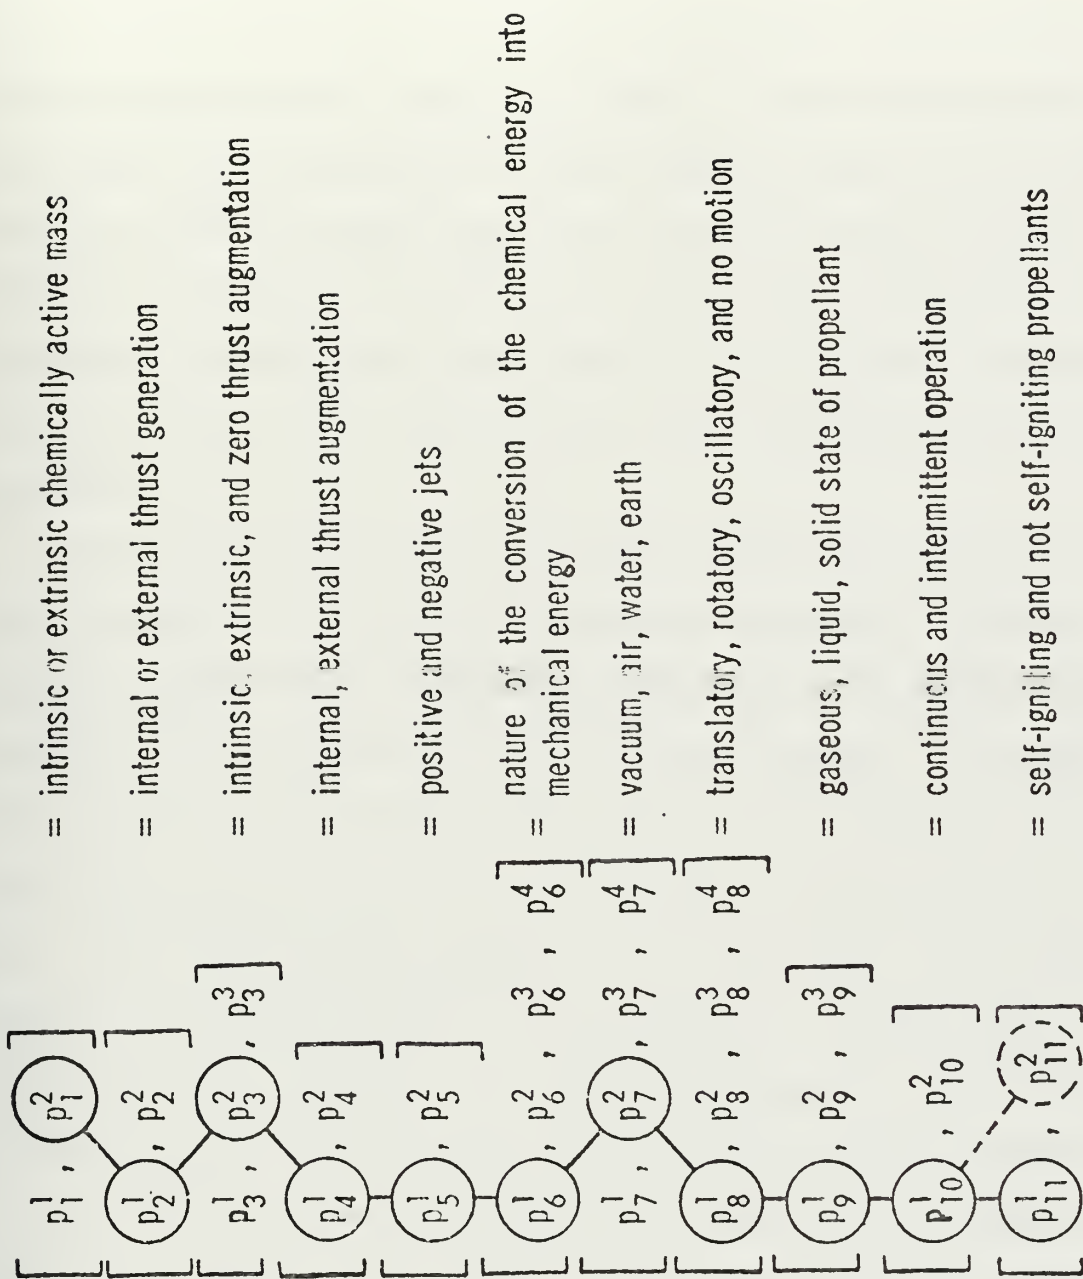 [ p₁¹ , p₁² ] = intrinsic or extrinsic chemically active mass
[ p₂¹ , p₂² ] = internal or external thrust generation
[ p₃¹ , p₃² , p₃³ ] = intrinsic, extrinsic, and zero thrust augmentation
[ p₄¹ , p₄² ] = internal, external thrust augmentation
[ p₅¹ , p₅² ] = positive and negative jets
[ p₆¹ , p₆² , p₆³ , p₆⁴ ] = nature of the conversion of the chemical energy into
mechanical energy
[ p₇¹ , p₇² , p₇³ , p₇⁴ ] = vacuum, air, water, earth
[ p₈¹ , p₈² , p₈³ , p₈⁴ ] = translatory, rotatory, oscillatory, and no motion
[ p₉¹ , p₉² , p₉³ ] = gaseous, liquid, solid state of propellant
[ p₁₀¹ , p₁₀² ] = continuous and intermittent operation
[ p₁₁¹ , p₁₁² ] = self-igniting and not self-igniting propellants